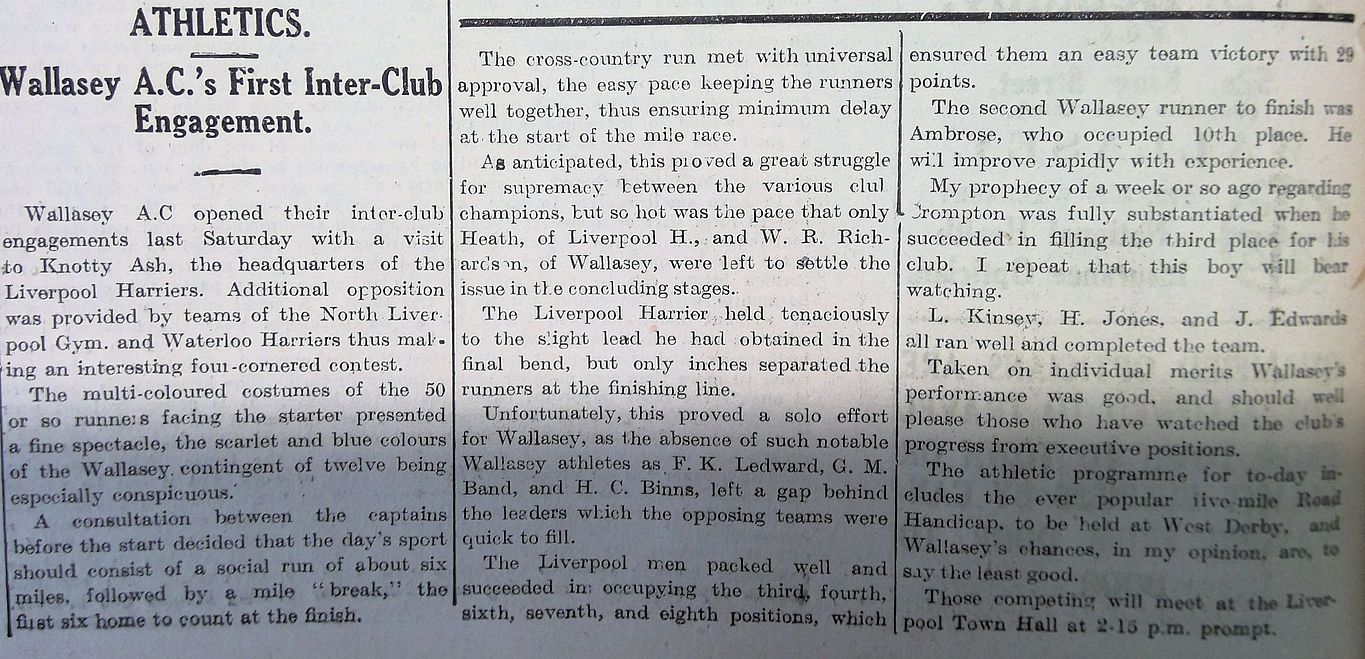 ATHLETICS.
Wallasey A.C.'s First Inter-Club
Engagement.
Wallasey A.C opened their inter-club
engagements last Saturday with a visit
to Knotty Ash, the headquarters of the
Liverpool Harriers. Additional opposition
was provided by teams of the North Liver-
pool Gym. and Waterloo Harriers thus mak-
ing an interesting four-cornered contest.
The multi-coloured costumes of the 50
or so runners facing the starter presented
a fine spectacle, the scarlet and blue colours
of the Wallasey contingent of twelve being
especially conspicuous.
A consultation between the captains
before the start decided that the day's sport
should consist of a social run of about six
miles, followed by a mile "break," the
first six home to count at the finish.
The cross-country run met with universal
approval, the easy pace keeping the runners
well together, thus ensuring minimum delay
at the start of the mile race.
As anticipated, this proved a great struggle
for supremacy between the various club
champions, but so hot was the pace that only
Heath, of Liverpool H., and W. R. Rich-
ardson, of Wallasey, were left to settle the
issue in the concluding stages.
The Liverpool Harrier held tenaciously
to the slight lead he had obtained in the
final bend, but only inches separated the
runners at the finishing line.
Unfortunately, this proved a solo effort
for Wallasey, as the absence of such notable
Wallasey athletes as F. K. Ledward, G. M.
Band, and H. C. Binns, left a gap behind
the leaders which the opposing teams were
quick to fill.
The Liverpool men packed well and
succeeded in occupying the third, fourth,
sixth, seventh, and eighth positions, which
ensured them an easy team victory with 29
points.
The second Wallasey runner to finish was
Ambrose, who occupied 10th place. He
will improve rapidly with experience.
My prophecy of a week or so ago regarding
Crompton was fully substantiated when he
succeeded in filling the third place for his
club. I repeat that this boy will bear
watching.
L. Kinsey, H. Jones, and J. Edwards
all ran well and completed the team.
Taken on individual merits Wallasey's
performance was good, and should well
please those who have watched the club's
progress from executive positions.
The athletic programme for to-day in-
cludes the ever popular five-mile Road
Handicap, to be held at West Derby, and
Wallasey's chances, in my opinion, are, to
say the least good.
Those competing will meet at the Liver-
pool Town Hall at 2-15 p.m. prompt.